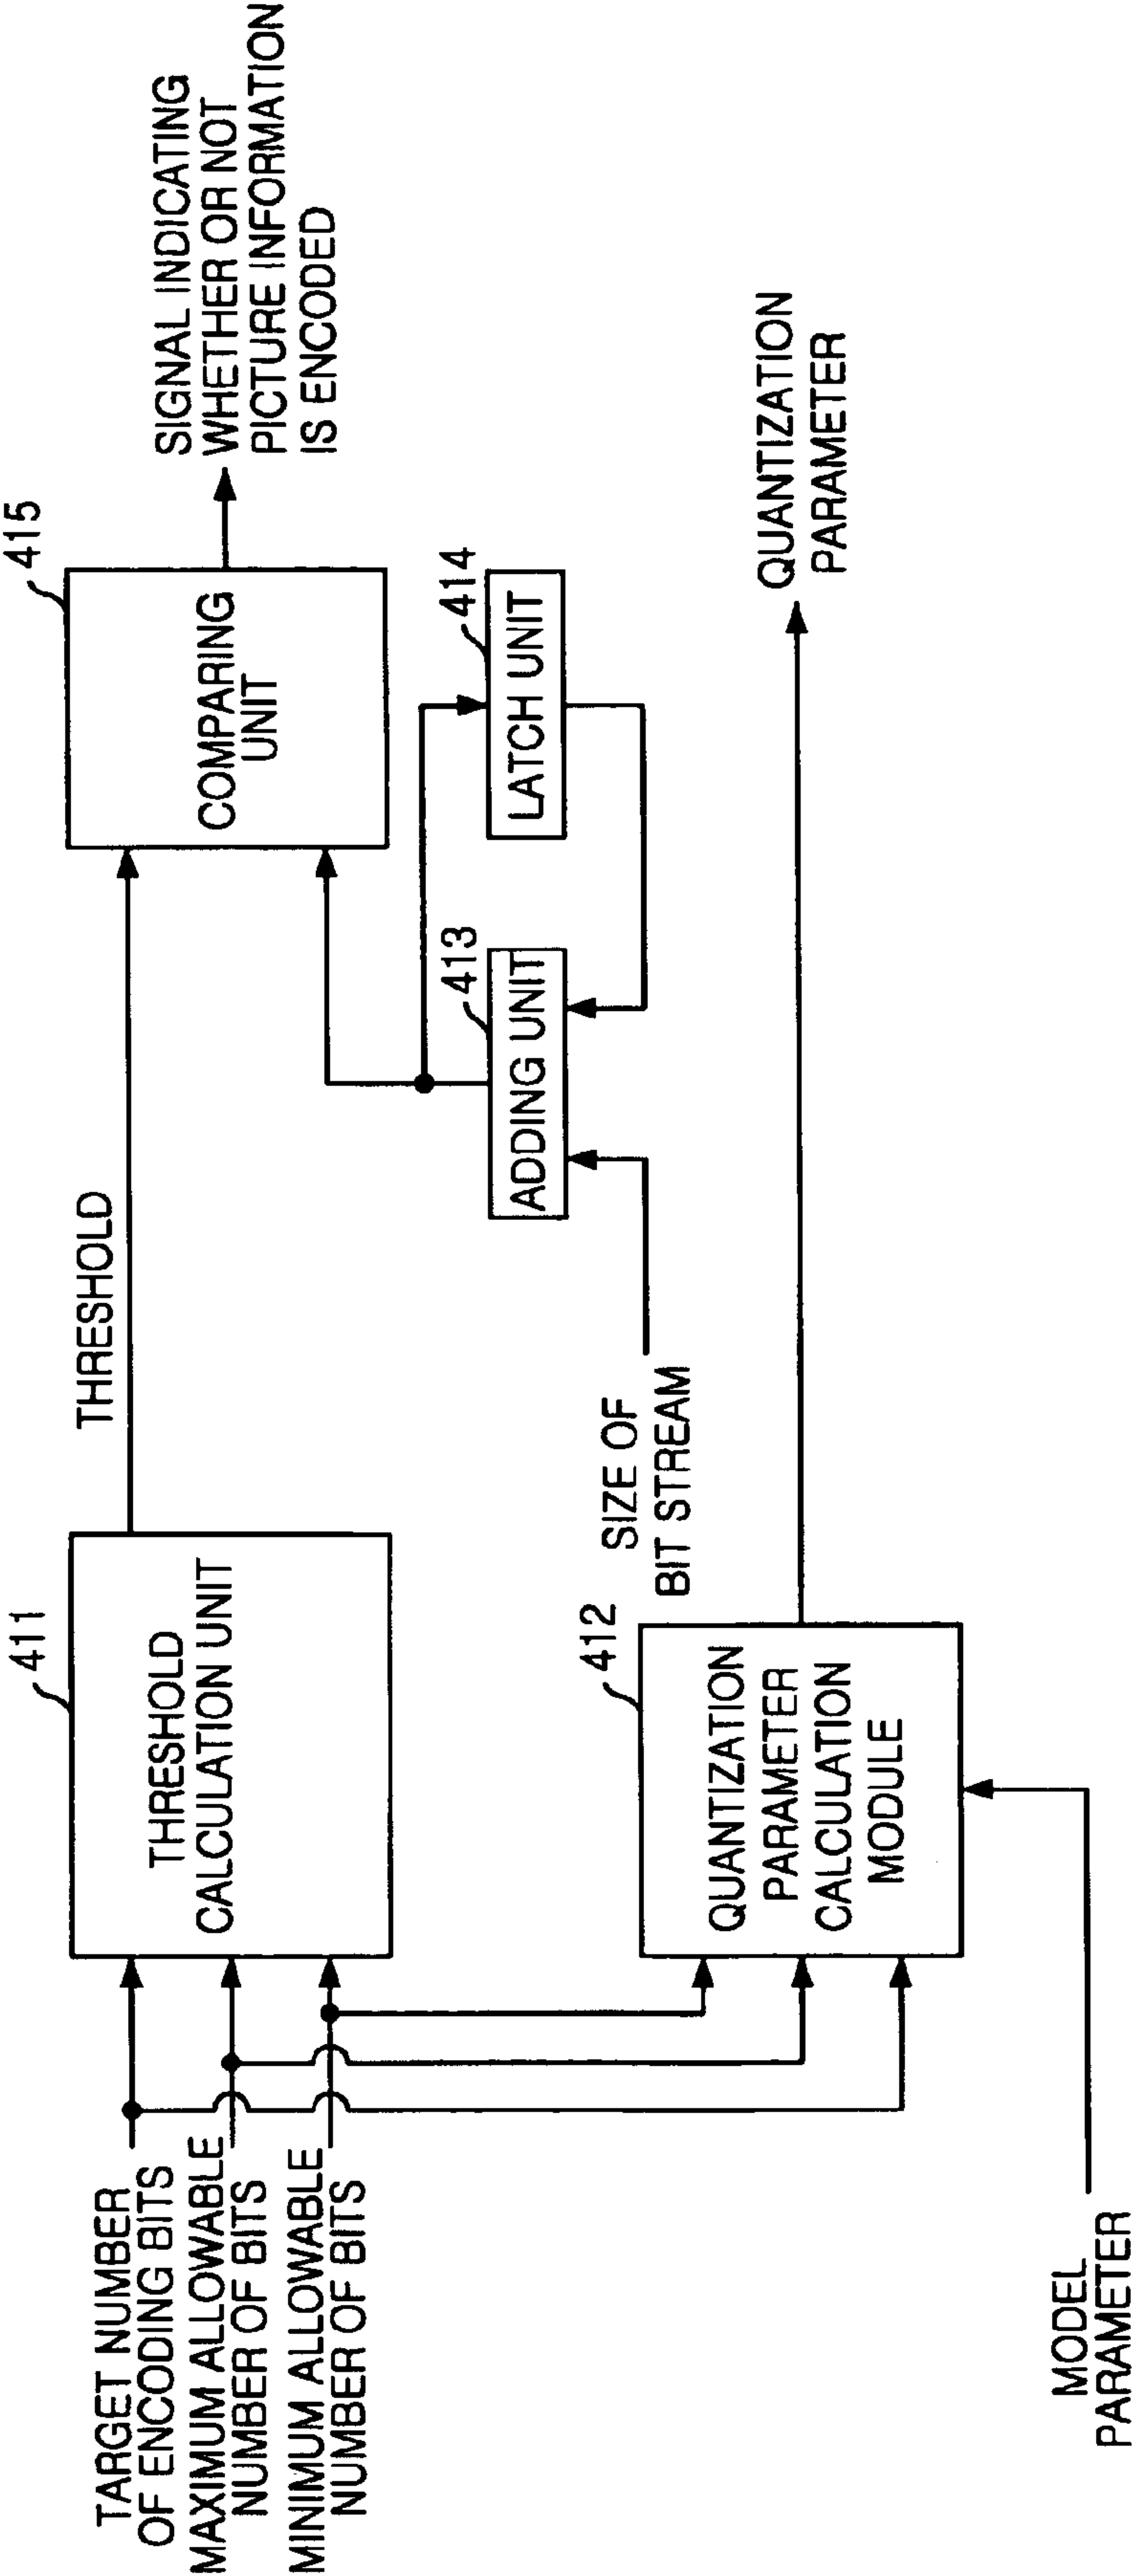 TARGET NUMBER
OF ENCODING BITS
MAXIMUM ALLOWABLE
NUMBER OF BITS
MINIMUM ALLOWABLE
NUMBER OF BITS
411
THRESHOLD
CALCULATION UNIT
THRESHOLD
415
COMPARING
UNIT
SIGNAL INDICATING
WHETHER OR NOT
PICTURE INFORMATION
IS ENCODED
413
ADDING UNIT
414
LATCH UNIT
SIZE OF
BIT STREAM
412
QUANTIZATION
PARAMETER
CALCULATION
MODULE
QUANTIZATION
PARAMETER
MODEL
PARAMETER